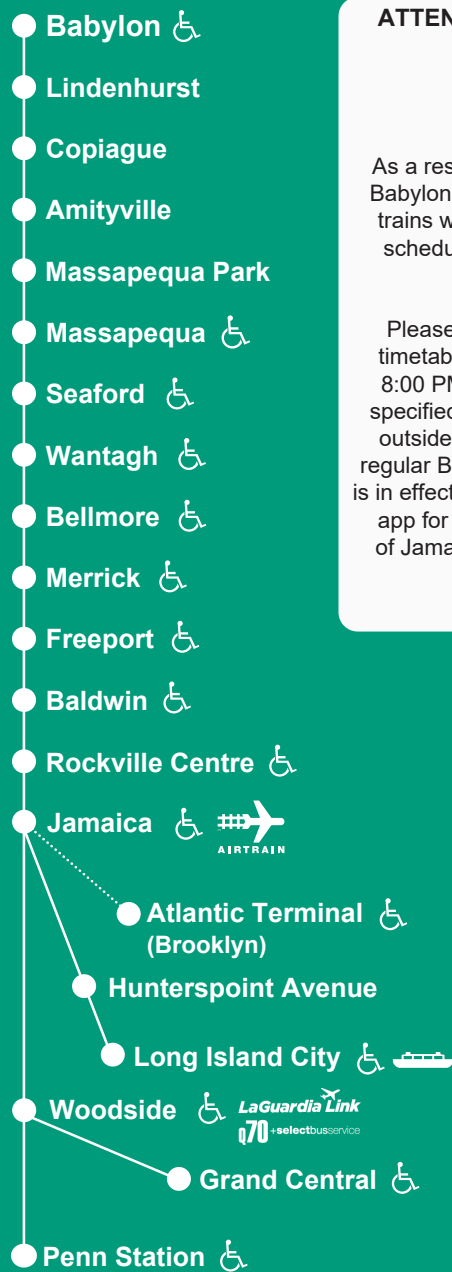 Babylon
Lindenhurst
Copiague
Amityville
Massapequa Park
Massapequa
Seaford
Wantagh
Bellmore
Merrick
Freeport
Baldwin
Rockville Centre
Jamaica
AIRTRAIN
Atlantic Terminal
(Brooklyn)
Hunterspoint Avenue
Long Island City
Woodside
LaGuardia Link
Q70 +selectbusservice
Grand Central
Penn Station
ATTEN
As a res
Babylon
trains w
schedu
Please
timetab
8:00 PM
specified
outside
regular B
is in effect
app for
of Jama